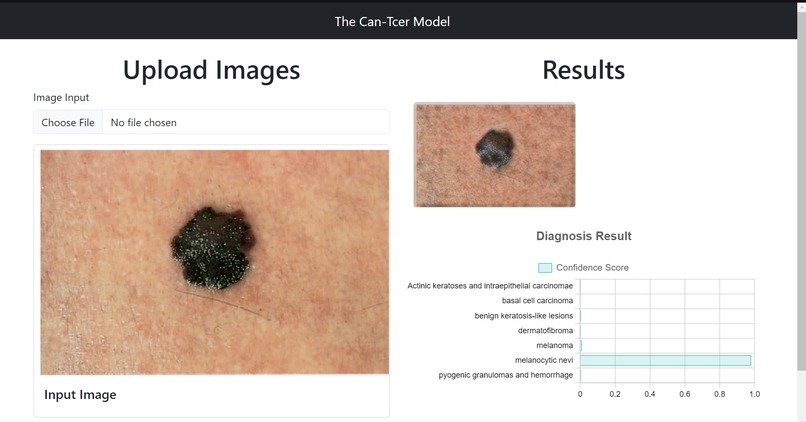 The Can-Tcer Model
Upload Images
Image Input
Choose File No file chosen
Input Image
Results
Diagnosis Result
Confidence Score
Actinic keratoses and intraepithelial carcinomae
basal cell carcinoma
benign keratosis-like lesions
dermatofibroma
melanoma
melanocytic nevi
pyogenic granulomas and hemorrhage
0 0.2 0.4 0.6 0.8 1.0